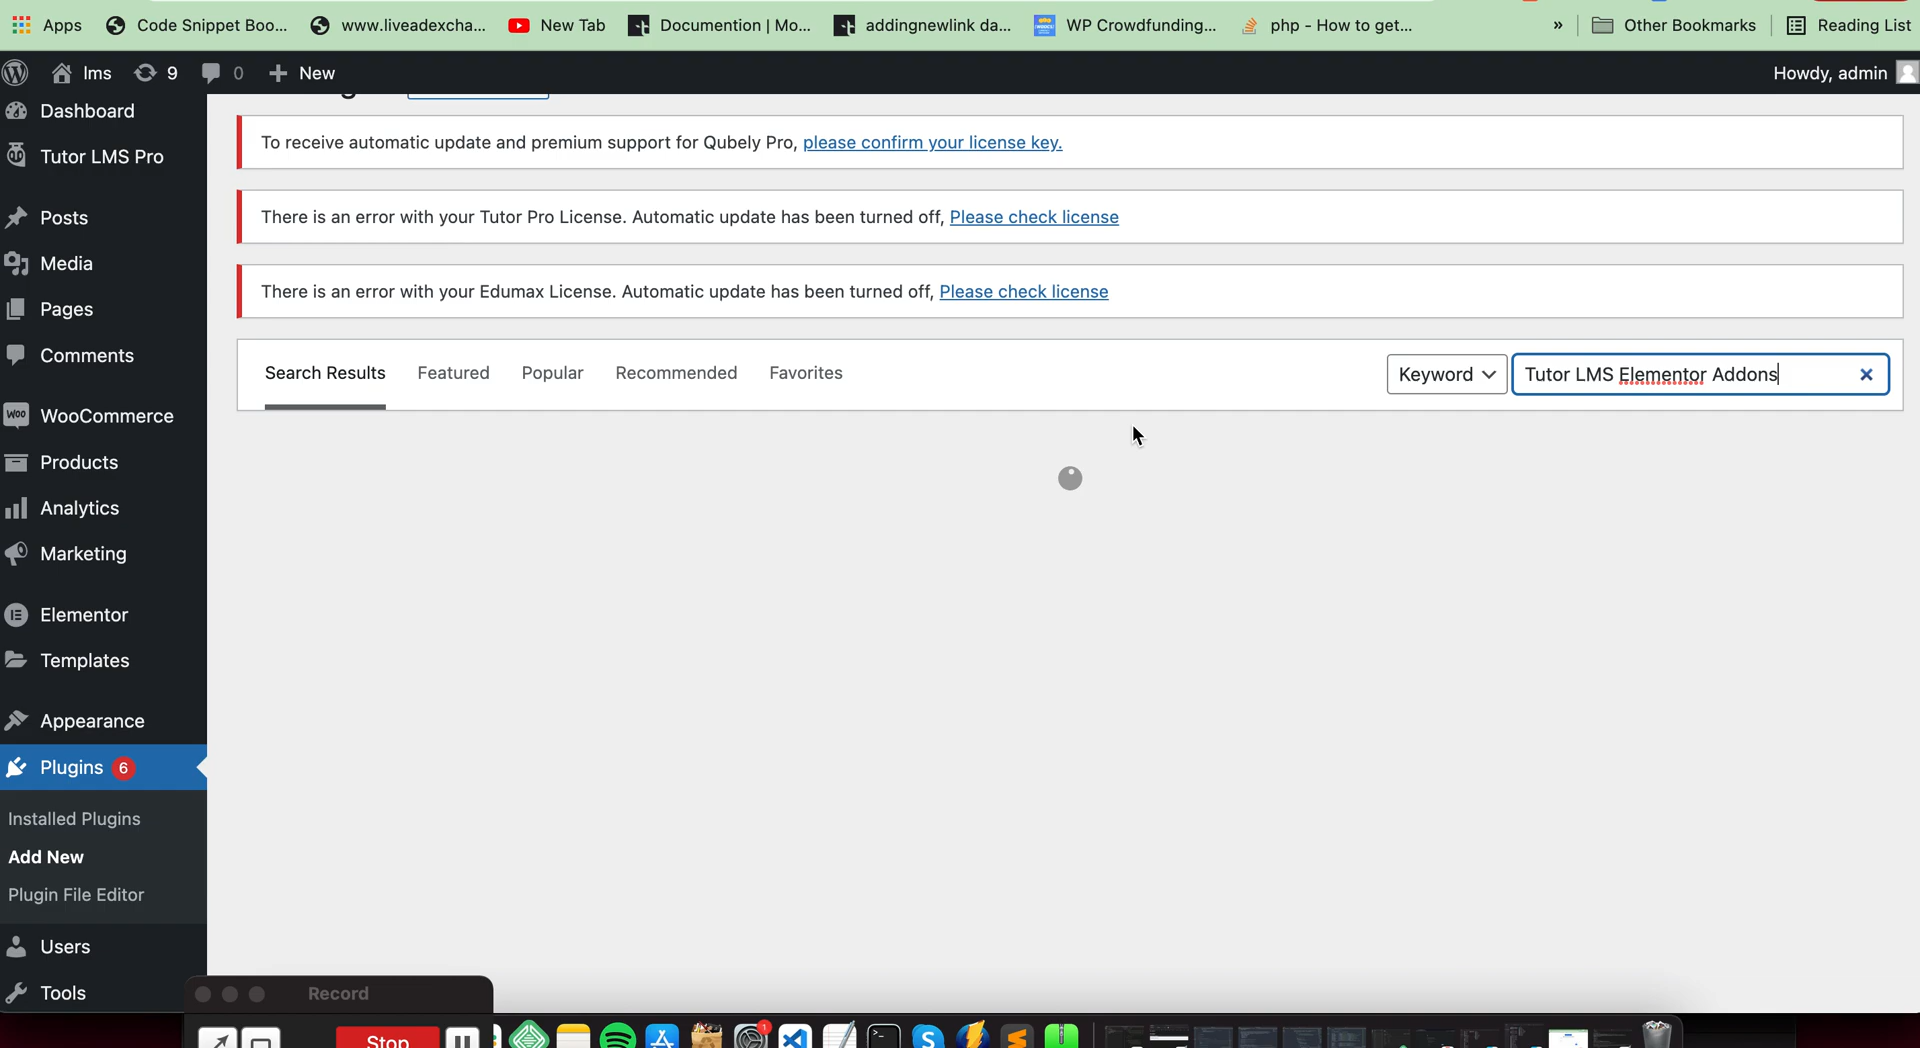 Apps Code Snippet Boo... www.liveadexcha... New Tab Documention | Mo... addingnewlink da... WP Crowdfunding... php - How to get... » Other Bookmarks Reading List
lms 9 0 + New Howdy, admin
Dashboard
Tutor LMS Pro
Posts
Media
Pages
Comments
WOO WooCommerce
Products
Analytics
Marketing
Elementor
Templates
Appearance
Plugins 6
Installed Plugins
Add New
Plugin File Editor
Users
Tools
To receive automatic update and premium support for Qubely Pro, please confirm your license key.
There is an error with your Tutor Pro License. Automatic update has been turned off, Please check license
There is an error with your Edumax License. Automatic update has been turned off, Please check license
Search Results Featured Popular Recommended Favorites Keyword Tutor LMS Elementor Addons
Record
Stop
1